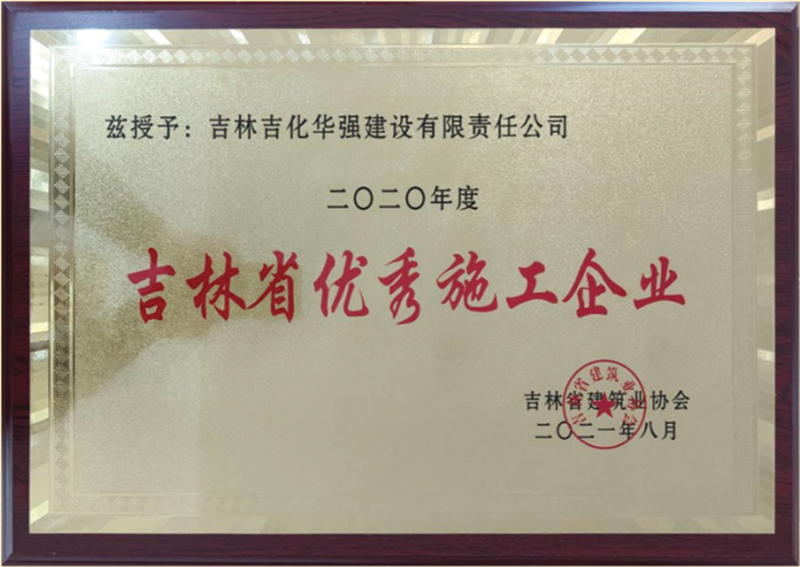 兹授予：吉林吉化华强建设有限责任公司
二〇二〇年度
吉林省优秀施工企业
吉林省建筑业协会
二〇二一年八月